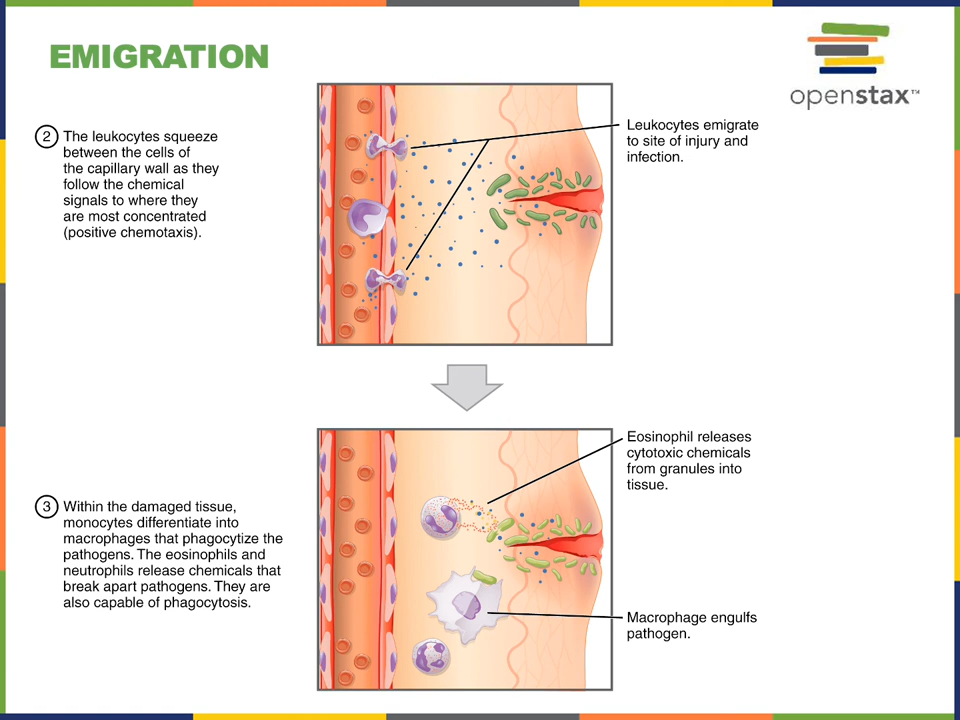 EMIGRATION
openstax™
2 The leukocytes squeeze
between the cells of
the capillary wall as they
follow the chemical
signals to where they
are most concentrated
(positive chemotaxis).
Leukocytes emigrate
to site of injury and
infection.
3 Within the damaged tissue,
monocytes differentiate into
macrophages that phagocytize the
pathogens. The eosinophils and
neutrophils release chemicals that
break apart pathogens. They are
also capable of phagocytosis.
Eosinophil releases
cytotoxic chemicals
from granules into
tissue.
Macrophage engulfs
pathogen.